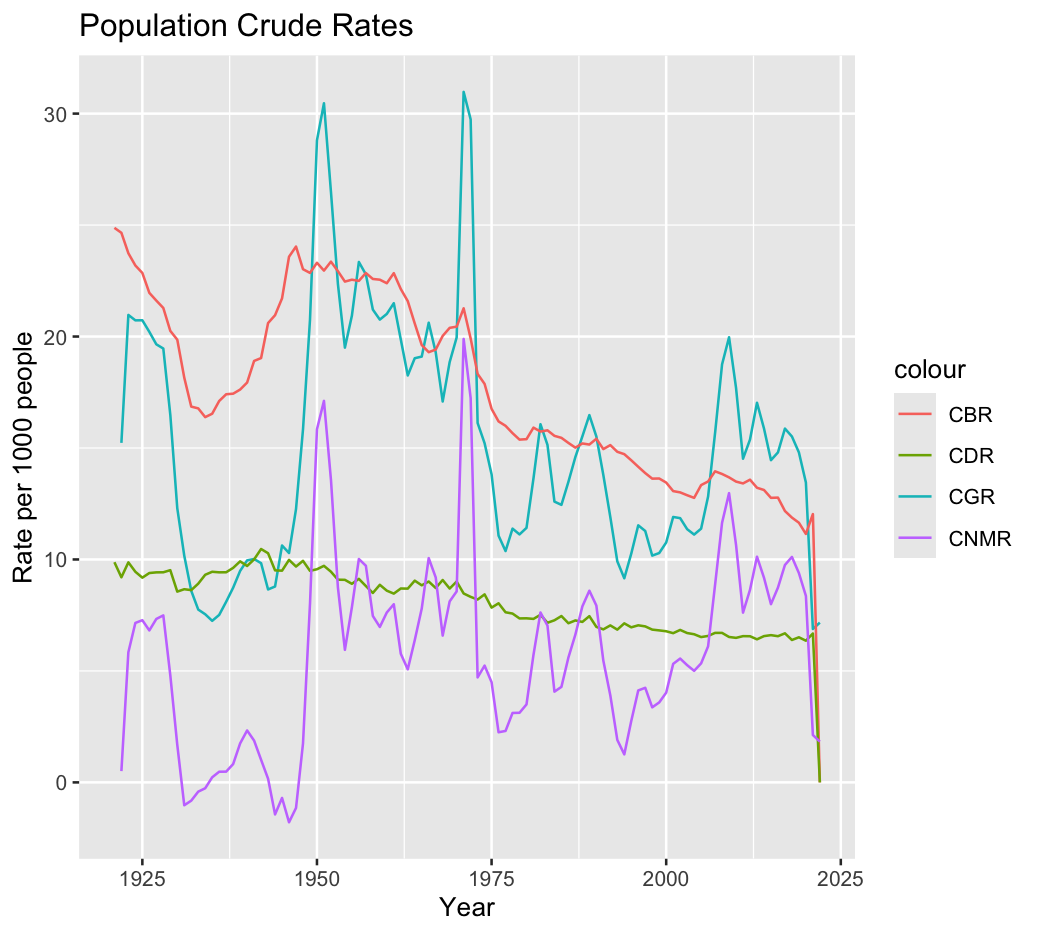 Population Crude Rates
30
20
10
0
Rate per 1000 people
1925 1950 1975 2000 2025
Year
colour
CBR
CDR
CGR
CNMR